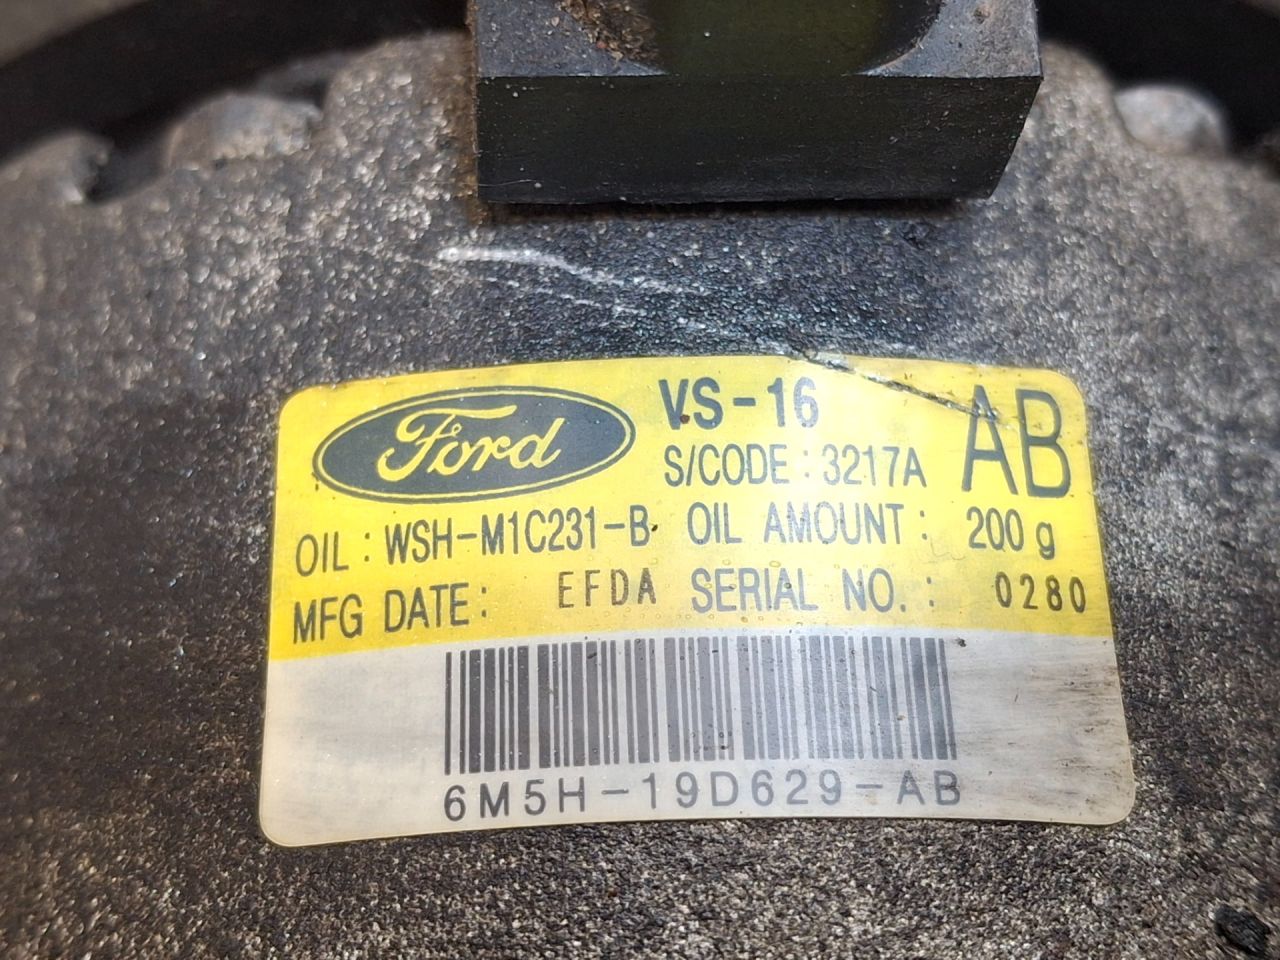 Ford VS-16 AB
S/CODE : 3217A
OIL : WSH-M1C231-B OIL AMOUNT : 200 g
MFG DATE : EFDA SERIAL NO. : 0280
6M5H-19D629-AB